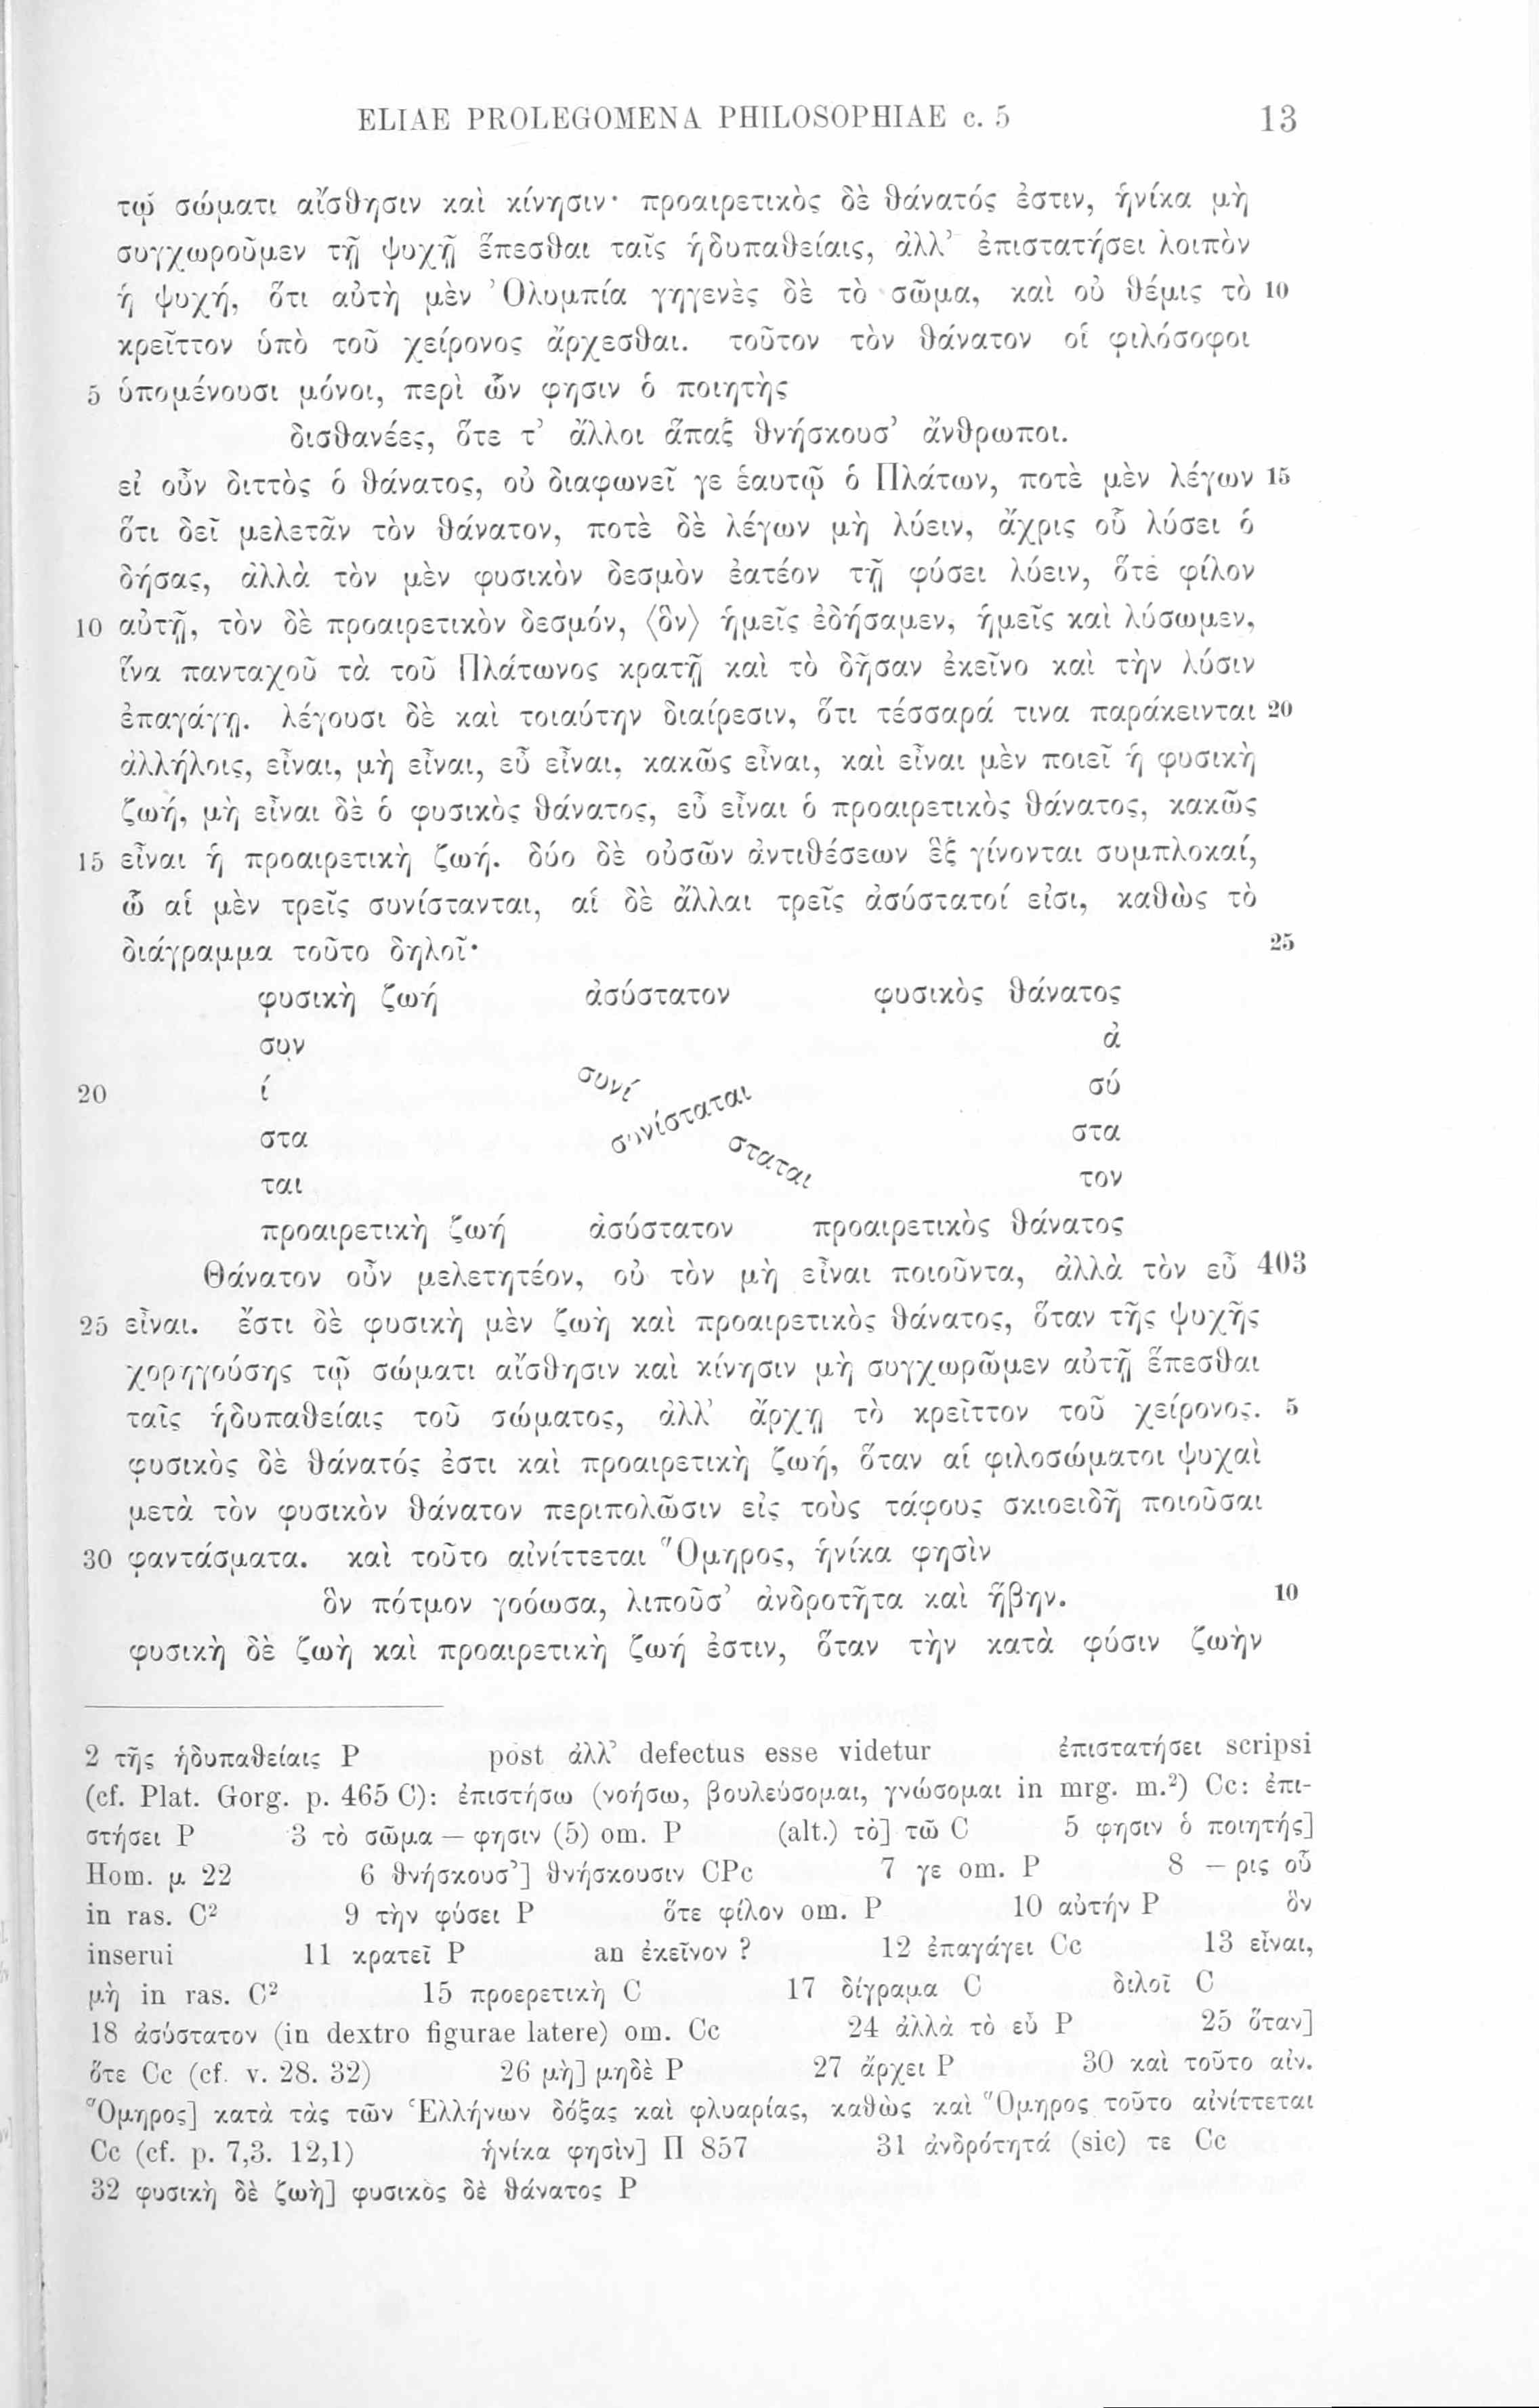 ELIAE PROLEGOMENA PHILOSOPHIAE c. 5 13
τῷ σώματι αἴσθησιν καὶ κίνησιν· προαιρετικὸς δὲ θάνατός ἐστιν, ἡνίκα μὴ
συγχωροῦμεν τῇ ψυχῇ ἕπεσθαι ταῖς ἡδυπαθείαις, ἀλλ’ ἐπιστατήσει λοιπὸν
ἡ ψυχή, ὅτι αὐτὴ μὲν Ὀλυμπία γηγενὲς δὲ τὸ σῶμα, καὶ οὐ θέμις τὸ 10
κρεῖττον ὑπὸ τοῦ χείρονος ἄρχεσθαι. τοῦτον τὸν θάνατον οἱ φιλόσοφοι
5 ὑπομένουσι μόνοι, περὶ ὧν φησιν ὁ ποιητὴς
δισθανέες, ὅτε τ’ ἄλλοι ἅπαξ θνήσκουσ’ ἄνθρωποι.
εἰ οὖν διττὸς ὁ θάνατος, οὐ διαφωνεῖ γε ἑαυτῷ ὁ Πλάτων, ποτὲ μὲν λέγων 15
ὅτι δεῖ μελετᾶν τὸν θάνατον, ποτὲ δὲ λέγων μὴ λύειν, ἄχρις οὗ λύσει ὁ
δήσας, ἀλλὰ τὸν μὲν φυσικὸν δεσμὸν ἐατέον τῇ φύσει λύειν, ὅτε φίλον
10 αὐτῇ, τὸν δὲ προαιρετικὸν δεσμόν, ⟨ὃν⟩ ἡμεῖς ἐδήσαμεν, ἡμεῖς καὶ λύσωμεν,
ἵνα πανταχοῦ τὰ τοῦ Πλάτωνος κρατῇ καὶ τὸ δῆσαν ἐκεῖνο καὶ τὴν λύσιν
ἐπαγάγῃ. λέγουσι δὲ καὶ τοιαύτην διαίρεσιν, ὅτι τέσσαρά τινα παράκεινται 20
ἀλλήλοις, εἶναι, μὴ εἶναι, εὖ εἶναι, κακῶς εἶναι, καὶ εἶναι μὲν ποιεῖ ἡ φυσικὴ
ζωή, μὴ εἶναι δὲ ὁ φυσικὸς θάνατος, εὖ εἶναι ὁ προαιρετικὸς θάνατος, κακῶς
15 εἶναι ἡ προαιρετικὴ ζωή. δύο δὲ οὐσῶν ἀντιθέσεων ἓξ γίνονται συμπλοκαί,
ὧ αἱ μὲν τρεῖς συνίστανται, αἱ δὲ ἄλλαι τρεῖς ἀσύστατοί εἰσι, καθὼς τὸ
διάγραμμα τοῦτο δηλοῖ· 25
φυσικὴ ζωή ἀσύστατον φυσικὸς θάνατος
συν ἀ
20 ί συνί σύ
συνίσταται
στα σταται στα
ται τον
προαιρετικὴ ζωή ἀσύστατον προαιρετικὸς θάνατος
Θάνατον οὖν μελετητέον, οὐ τὸν μὴ εἶναι ποιοῦντα, ἀλλὰ τὸν εὖ 403
25 εἶναι. ἔστι δὲ φυσικὴ μὲν ζωὴ καὶ προαιρετικὸς θάνατος, ὅταν τῆς ψυχῆς
χορηγούσης τῷ σώματι αἴσθησιν καὶ κίνησιν μὴ συγχωρῶμεν αὐτῇ ἕπεσθαι
ταῖς ἡδυπαθείαις τοῦ σώματος, ἀλλ’ ἄρχῃ τὸ κρεῖττον τοῦ χείρονος. 5
φυσικὸς δὲ θάνατός ἐστι καὶ προαιρετικὴ ζωή, ὅταν αἱ φιλοσώματοι ψυχαὶ
μετὰ τὸν φυσικὸν θάνατον περιπολῶσιν εἰς τοὺς τάφους σκιοειδῆ ποιοῦσαι
30 φαντάσματα. καὶ τοῦτο αἰνίττεται Ὅμηρος, ἡνίκα φησὶν
ὃν πότμον γοόωσα, λιποῦσ’ ἀνδροτῆτα καὶ ἥβην. 10
φυσικὴ δὲ ζωὴ καὶ προαιρετικὴ ζωή ἐστιν, ὅταν τὴν κατὰ φύσιν ζωὴν
2 τῆς ἡδυπαθείαις P post ἀλλ’ defectus esse videtur ἐπιστατήσει scripsi
(cf. Plat. Gorg. p. 465 C): ἐπιστήσω (νοήσω, βουλεύσομαι, γνώσομαι in mrg. m.²) Cc: ἐπι-
στήσει P 3 τὸ σῶμα — φησιν (5) om. P (alt.) τὸ] τῶ C 5 φησιν ὁ ποιητής]
Hom. μ 22 6 θνήσκουσ’] θνήσκουσιν CPc 7 γε om. P 8 — ρις οὗ
in ras. C² 9 τὴν φύσει P ὅτε φίλον om. P 10 αὐτήν P ὃν
inserui 11 κρατεῖ P an ἐκεῖνον ? 12 ἐπαγάγει Cc 13 εἶναι,
μὴ in ras. C² 15 προερετικὴ C 17 δίγραμα C διλοῖ C
18 ἀσύστατον (in dextro figurae latere) om. Cc 24 ἀλλὰ τὸ εὖ P 25 ὅταν]
ὅτε Cc (cf. v. 28. 32) 26 μὴ] μηδὲ P 27 ἄρχει P 30 καὶ τοῦτο αἰν.
Ὅμηρος] κατὰ τὰς τῶν Ἑλλήνων δόξας καὶ φλυαρίας, καθὼς καὶ Ὅμηρος τοῦτο αἰνίττεται
Cc (cf. p. 7,3. 12,1) ἡνίκα φησὶν] Π 857 31 ἀνδρότητά (sic) τε Cc
32 φυσικὴ δὲ ζωὴ] φυσικὸς δὲ θάνατος P